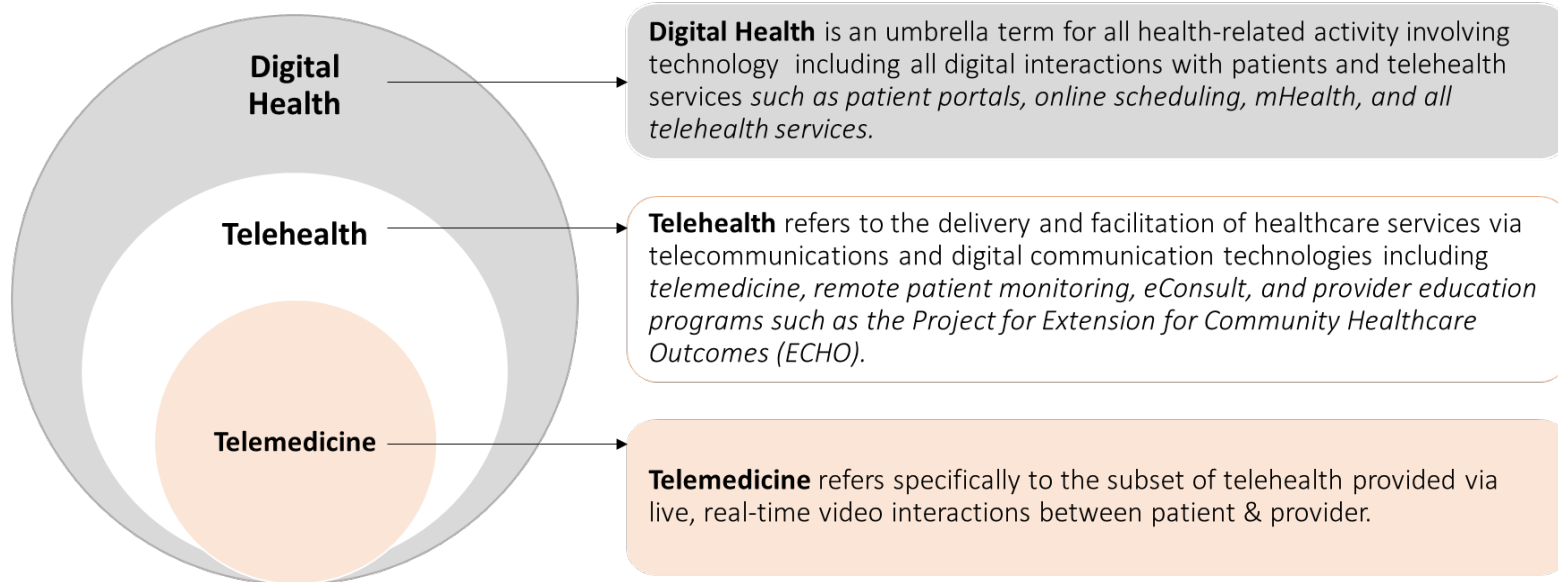 Digital
Health
Digital Health is an umbrella term for all health-related activity involving
technology  including all digital interactions with patients and telehealth
services such as patient portals, online scheduling, mHealth, and all
telehealth services.
Telehealth
Telehealth refers to the delivery and facilitation of healthcare services via
telecommunications and digital communication technologies including
telemedicine, remote patient monitoring, eConsult, and provider education
programs such as the Project for Extension for Community Healthcare
Outcomes (ECHO).
Telemedicine
Telemedicine refers specifically to the subset of telehealth provided via
live, real-time video interactions between patient & provider.